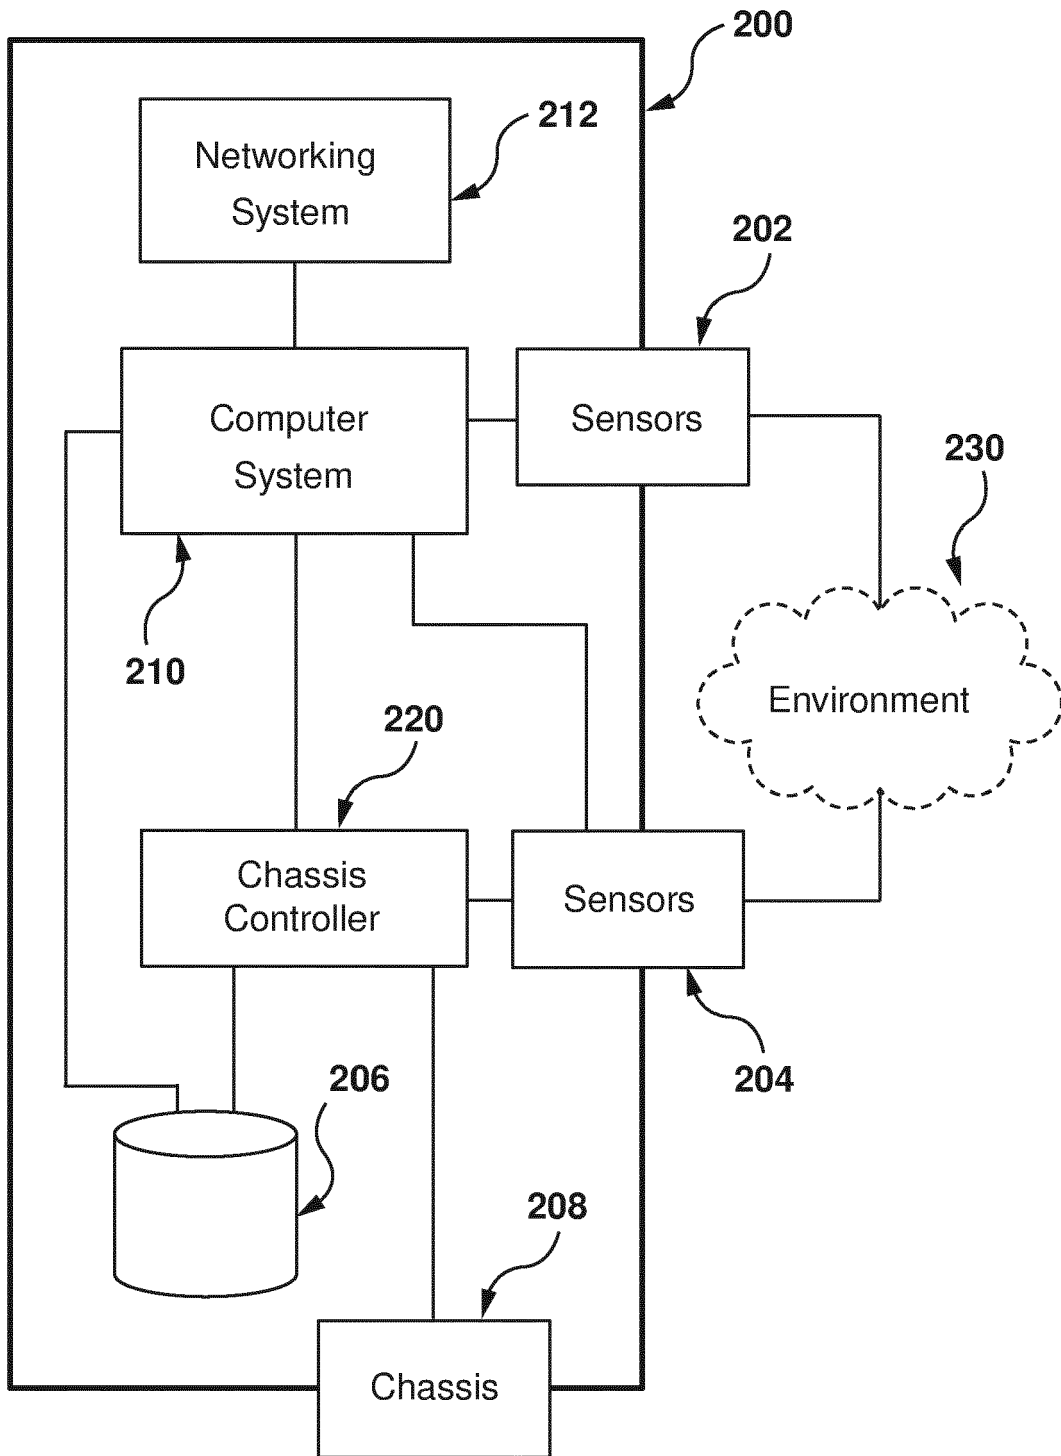 200
212
Networking
System
202
Computer
System
Sensors
230
210
Environment
220
Chassis
Controller
Sensors
206
204
208
Chassis